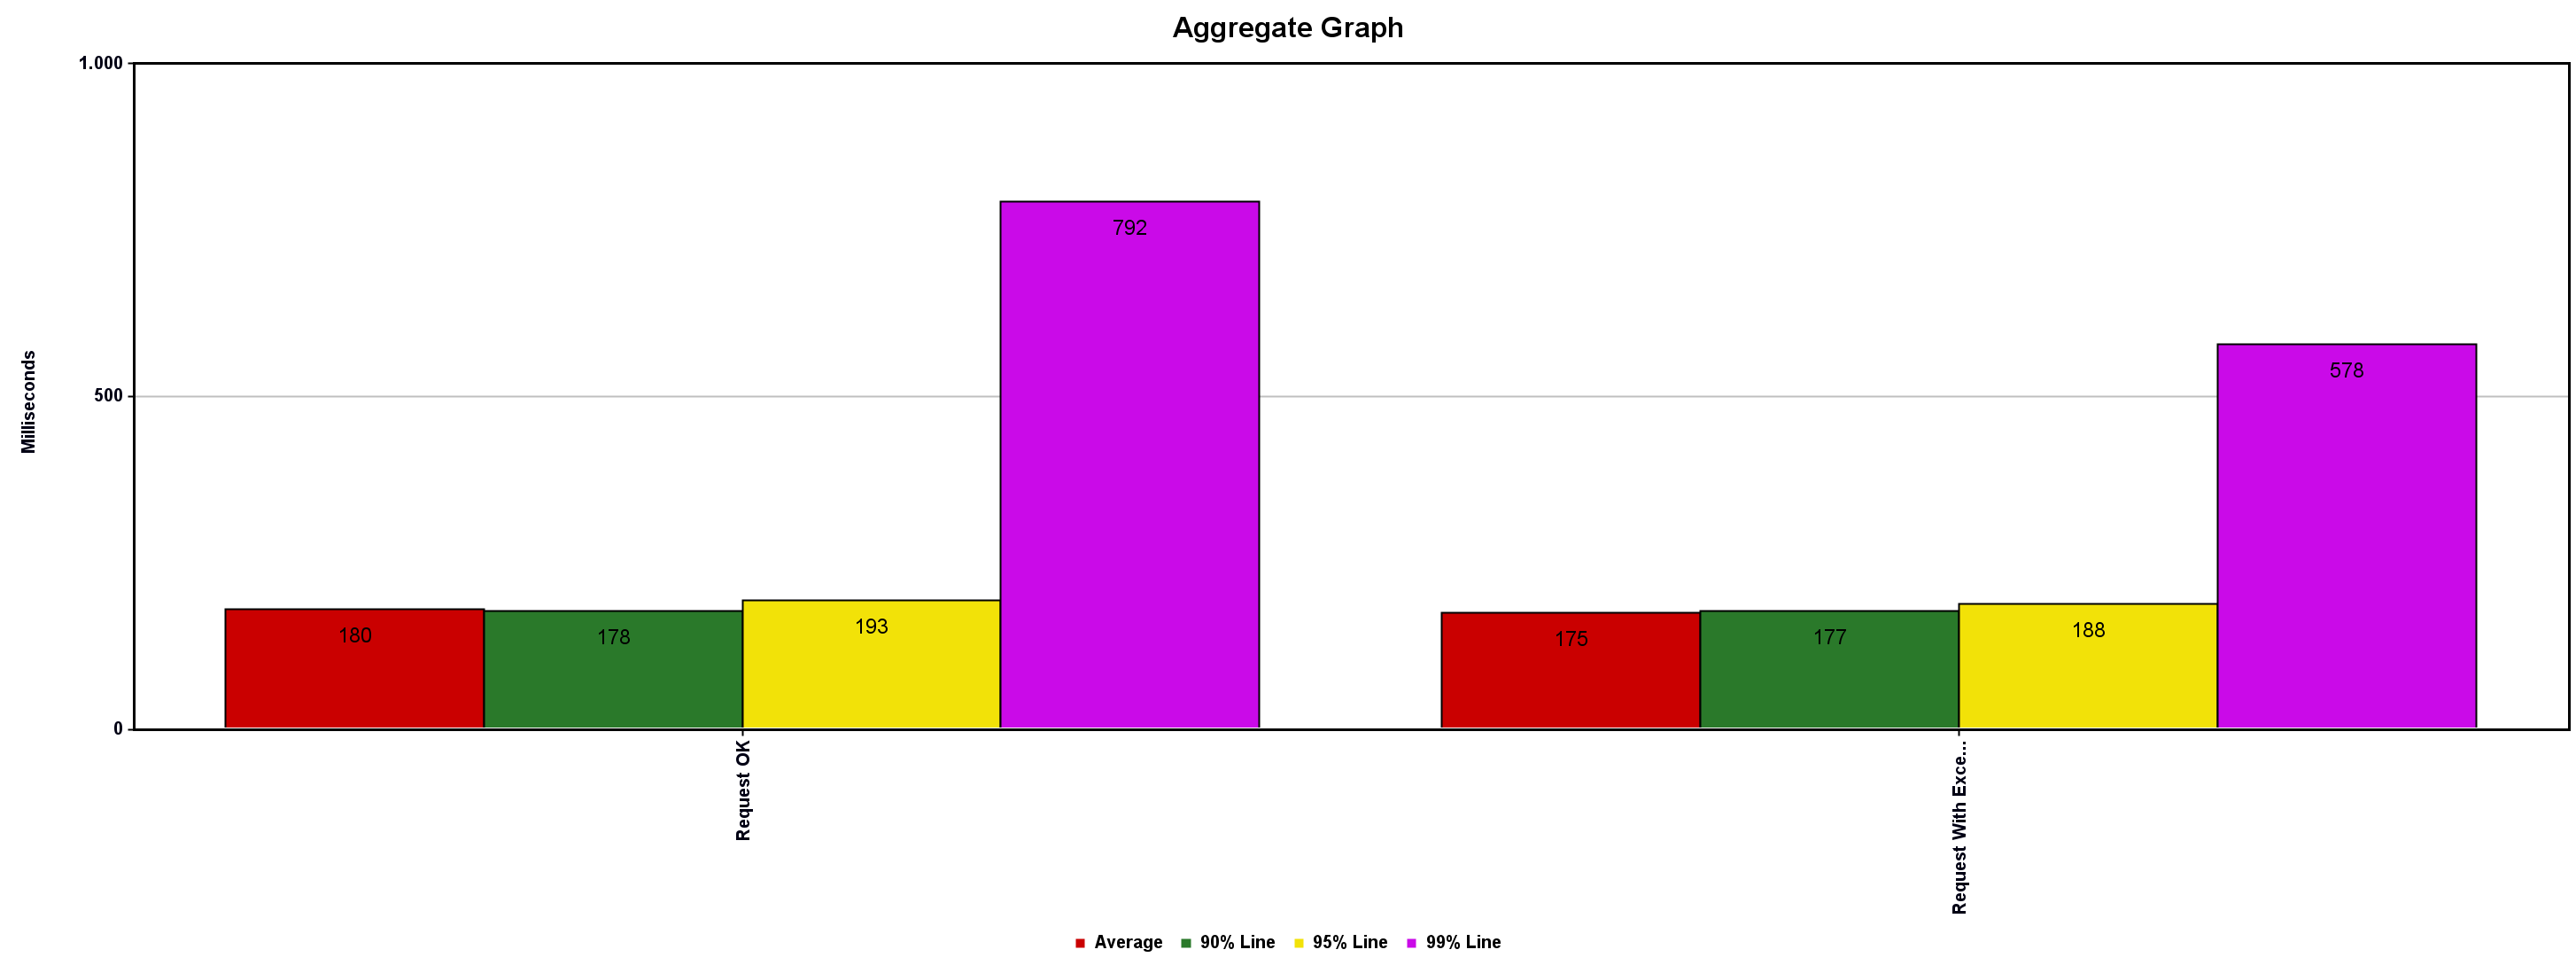 Aggregate Graph
1.000
500
0
Milliseconds
792
578
180
178
193
175
177
188
Request OK
Request With Exce...
Average
90% Line
95% Line
99% Line